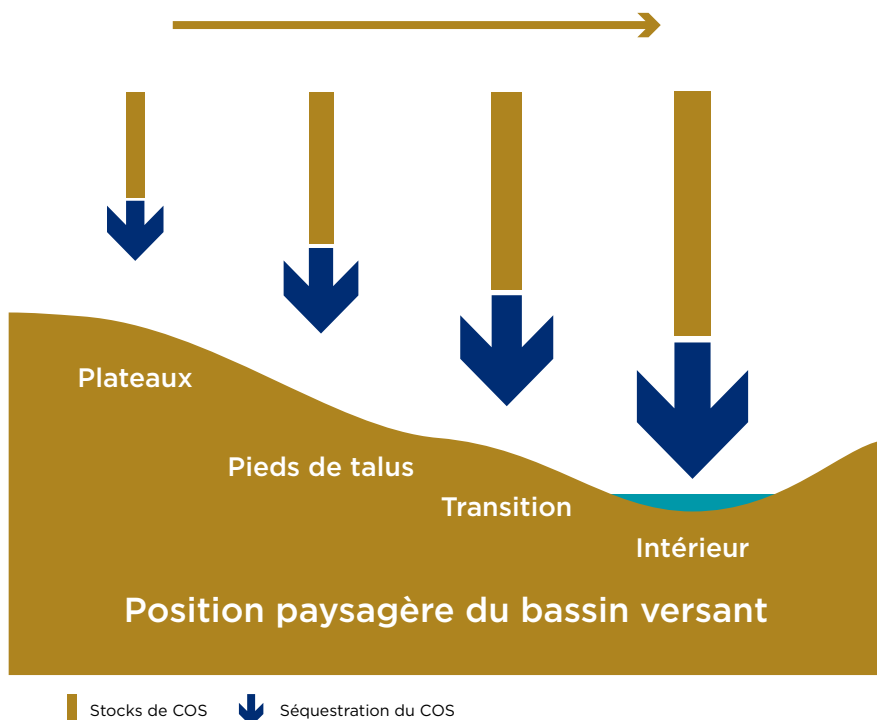 Plateaux
Pieds de talus
Transition
Intérieur
Position paysagère du bassin versant
Stocks de COS
Séquestration du COS